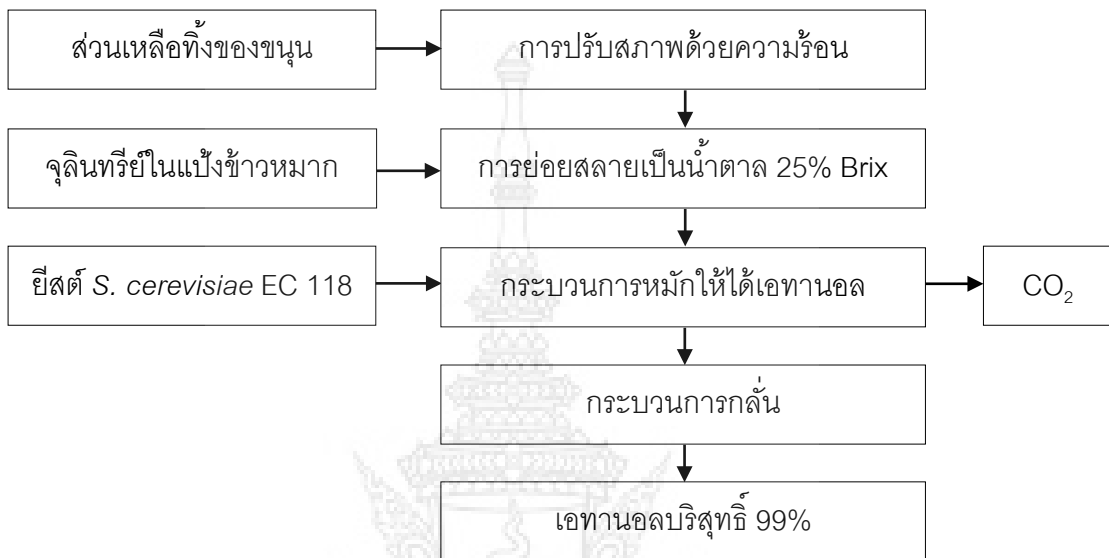 ส่วนเหลือทิ้งของขนุน
การปรับสภาพด้วยความร้อน
จุลินทรีย์ในแป้งข้าวหมาก
การย่อยสลายเป็นน้ำตาล 25% Brix
ยีสต์ S. cerevisiae EC 118
กระบวนการหมักให้ได้เอทานอล
CO₂
กระบวนการกลั่น
เอทานอลบริสุทธิ์ 99%